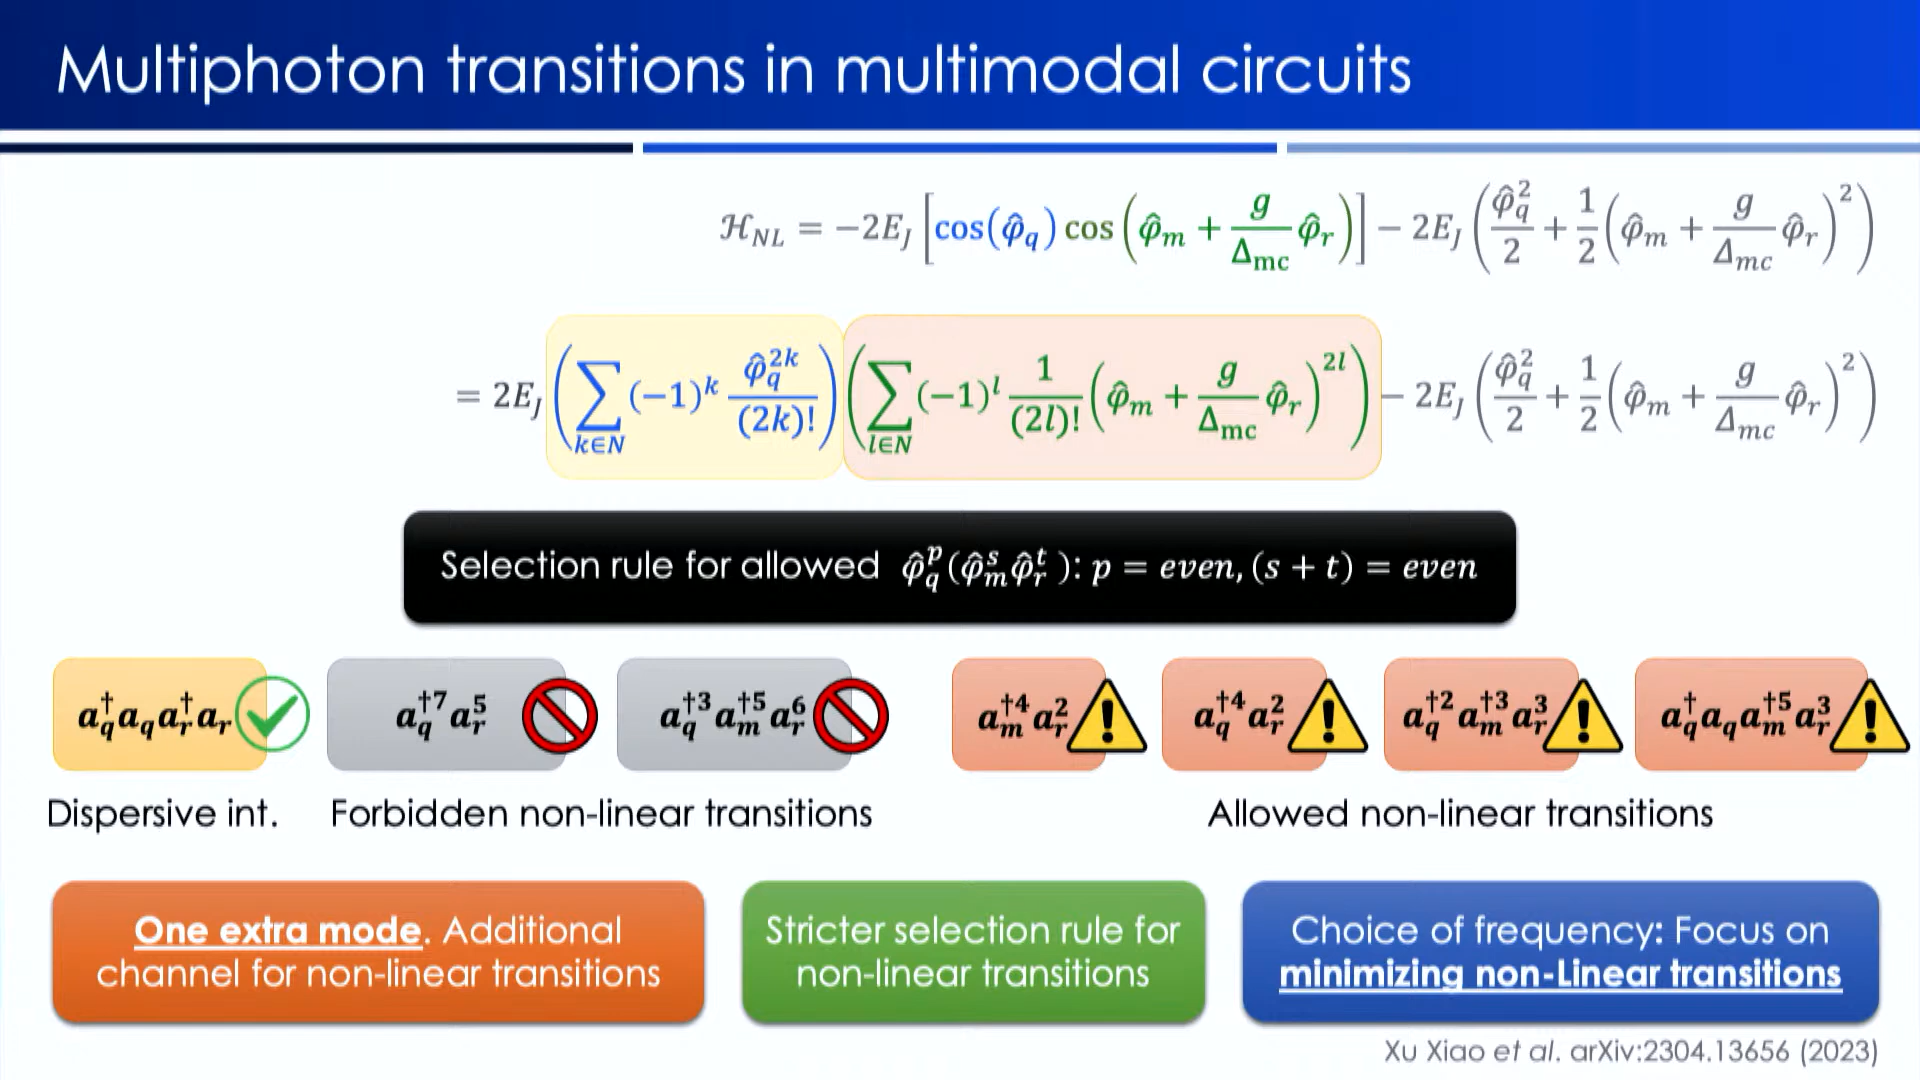 Multiphoton transitions in multimodal circuits
ℋ_NL = −2E_J [cos(φ̂_q) cos(φ̂_m + g/Δ_mc φ̂_r)] − 2E_J (φ̂_q^2/2 + 1/2 (φ̂_m + g/Δ_mc φ̂_r)^2)
= 2E_J (∑_{k∈N} (−1)^k φ̂_q^{2k}/(2k)!) (∑_{l∈N} (−1)^l 1/(2l)! (φ̂_m + g/Δ_mc φ̂_r)^{2l}) − 2E_J (φ̂_q^2/2 + 1/2 (φ̂_m + g/Δ_mc φ̂_r)^2)
Selection rule for allowed φ̂_q^p(φ̂_m^s φ̂_r^t): p = even, (s + t) = even
a_q^† a_q a_r^† a_r
a_q^{†7} a_r^5
a_q^{†3} a_m^{†5} a_r^6
a_m^{†4} a_r^2
a_q^{†4} a_r^2
a_q^{†2} a_m^{†3} a_r^3
a_q^† a_q a_m^{†5} a_r^3
Dispersive int.
Forbidden non-linear transitions
Allowed non-linear transitions
One extra mode. Additional
channel for non-linear transitions
Stricter selection rule for
non-linear transitions
Choice of frequency: Focus on
minimizing non-Linear transitions
Xu Xiao et al. arXiv:2304.13656 (2023)